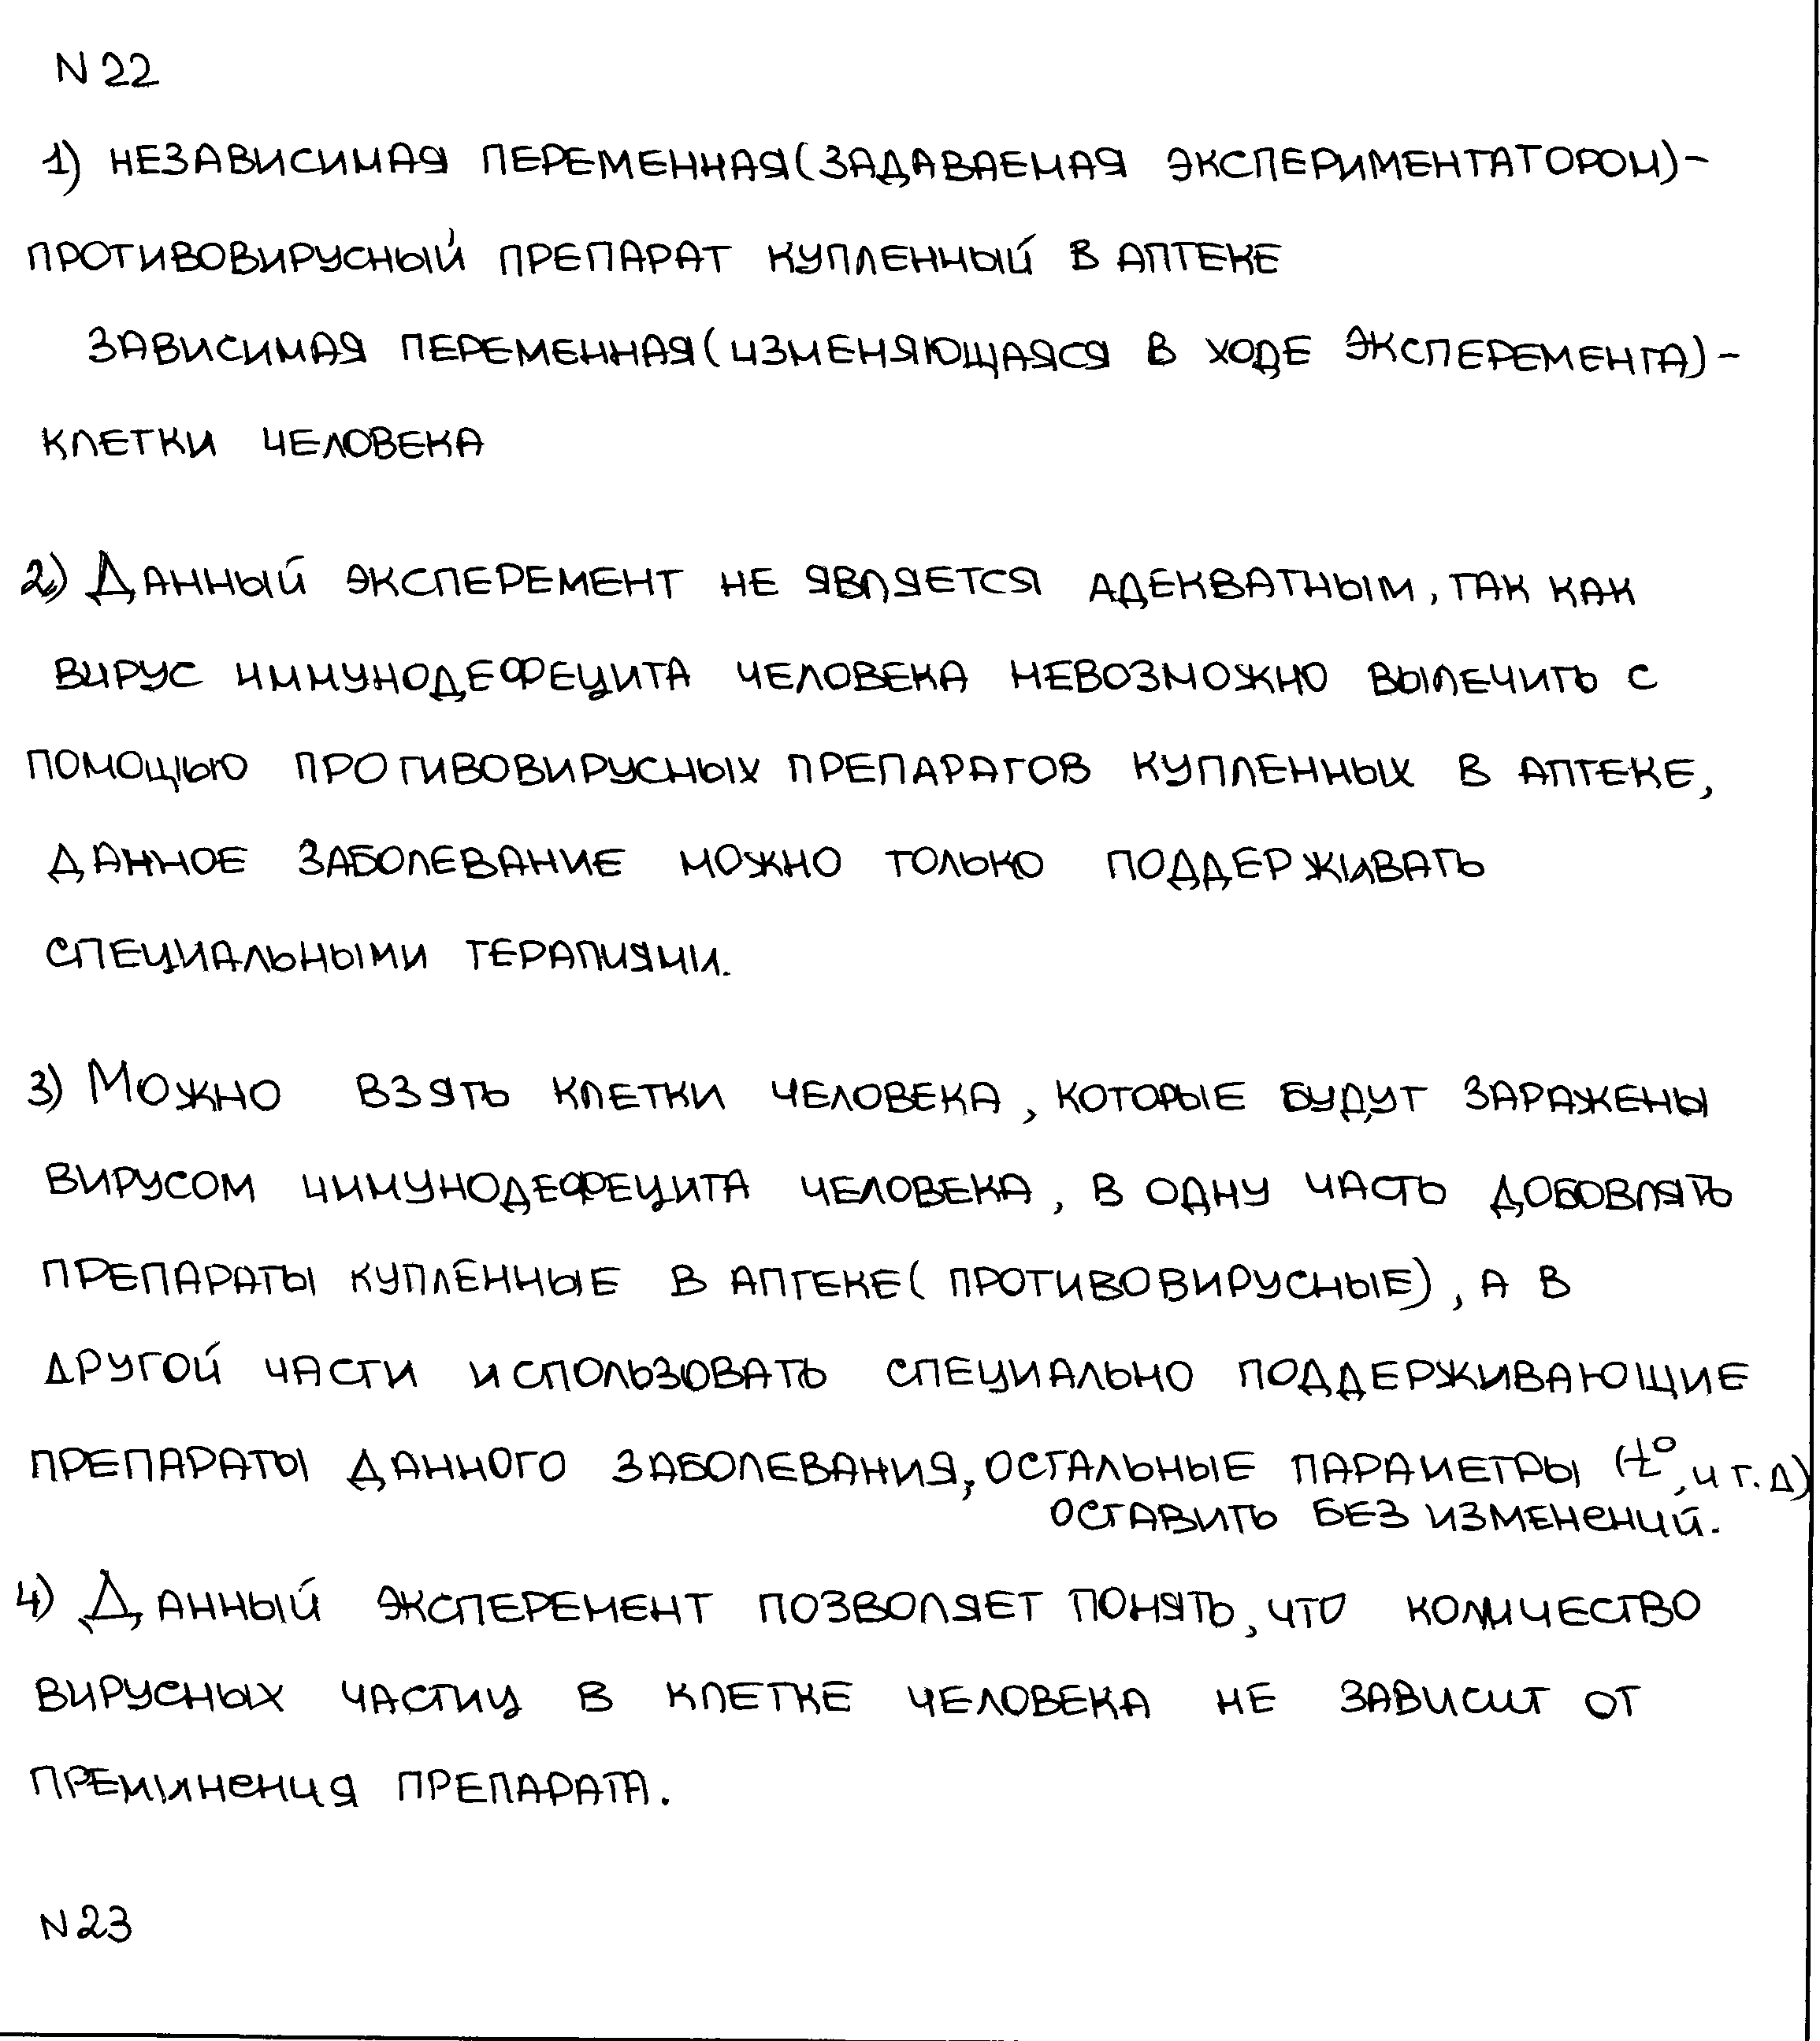 N 22
1) НЕЗАВИСИМАЯ ПЕРЕМЕННАЯ (ЗАДАВАЕМАЯ ЭКСПЕРИМЕНТАТОРОМ) -
ПРОТИВОВИРУСНЫЙ ПРЕПАРАТ КУПЛЕННЫЙ В АПТЕКЕ
ЗАВИСИМАЯ ПЕРЕМЕННАЯ (ИЗМЕНЯЮЩАЯСЯ В ХОДЕ ЭКСПЕРЕМЕНТА) -
КЛЕТКИ ЧЕЛОВЕКА
2) ДАННЫЙ ЭКСПЕРЕМЕНТ НЕ ЯВЛЯЕТСЯ АДЕКВАТНЫМ, ТАК КАК
ВИРУС ИММУНОДЕФЕЦИТА ЧЕЛОВЕКА НЕВОЗМОЖНО ВЫЛЕЧИТЬ С
ПОМОЩЬЮ ПРОТИВОВИРУСНЫХ ПРЕПАРАТОВ КУПЛЕННЫХ В АПТЕКЕ,
ДАННОЕ ЗАБОЛЕВАНИЕ МОЖНО ТОЛЬКО ПОДДЕРЖИВАТЬ
СПЕЦИАЛЬНЫМИ ТЕРАПИЯМИ.
3) МОЖНО ВЗЯТЬ КЛЕТКИ ЧЕЛОВЕКА, КОТОРЫЕ БУДУТ ЗАРАЖЕНЫ
ВИРУСОМ ИММУНОДЕФЕЦИТА ЧЕЛОВЕКА, В ОДНУ ЧАСТЬ ДОБОВЛЯТЬ
ПРЕПАРАТЫ КУПЛЕННЫЕ В АПТЕКЕ (ПРОТИВОВИРУСНЫЕ), А В
ДРУГОЙ ЧАСТИ ИСПОЛЬЗОВАТЬ СПЕЦИАЛЬНО ПОДДЕРЖИВАЮЩИЕ
ПРЕПАРАТЫ ДАННОГО ЗАБОЛЕВАНИЯ, ОСТАЛЬНЫЕ ПАРАМЕТРЫ (t°, И Т. Д)
ОСТАВИТЬ БЕЗ ИЗМЕНЕНИЙ.
4) ДАННЫЙ ЭКСПЕРЕМЕНТ ПОЗВОЛЯЕТ ПОНЯТЬ, ЧТО КОЛИЧЕСТВО
ВИРУСНЫХ ЧАСТИЦ В КЛЕТКЕ ЧЕЛОВЕКА НЕ ЗАВИСИТ ОТ
ПРЕМИНЕНИЯ ПРЕПАРАТА.
N 23